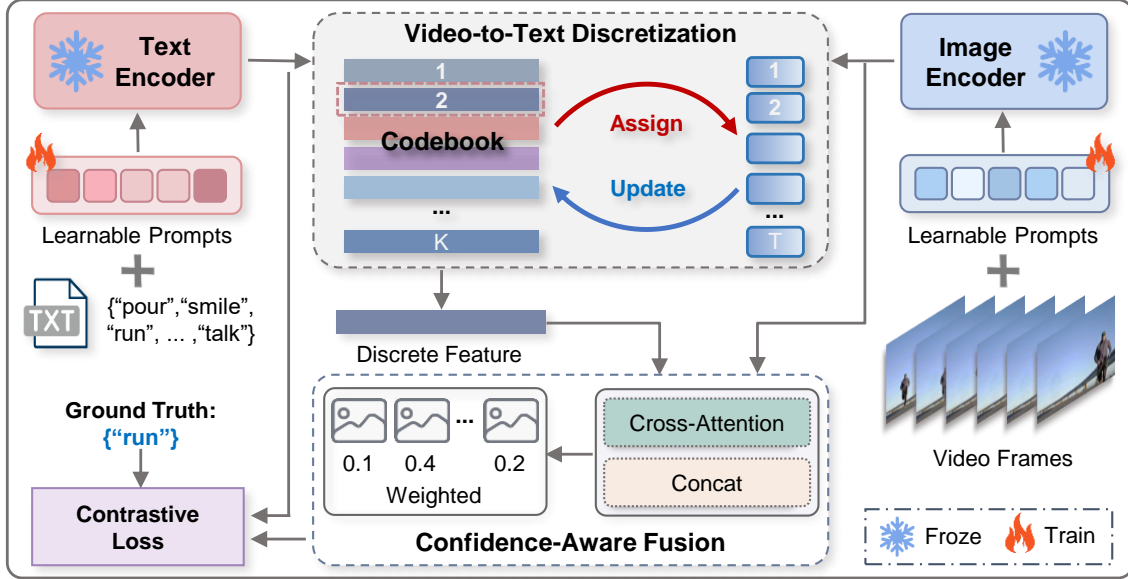 Text
Encoder
Learnable Prompts
TXT
{“pour”,“smile”,
“run”, ... ,“talk”}
Ground Truth:
{“run”}
Contrastive
Loss
Video-to-Text Discretization
1
2
Codebook
...
K
Assign
Update
1
2
...
T
Discrete Feature
0.1
0.4
...
0.2
Weighted
Cross-Attention
Concat
Confidence-Aware Fusion
Image
Encoder
Learnable Prompts
Video Frames
Froze
Train